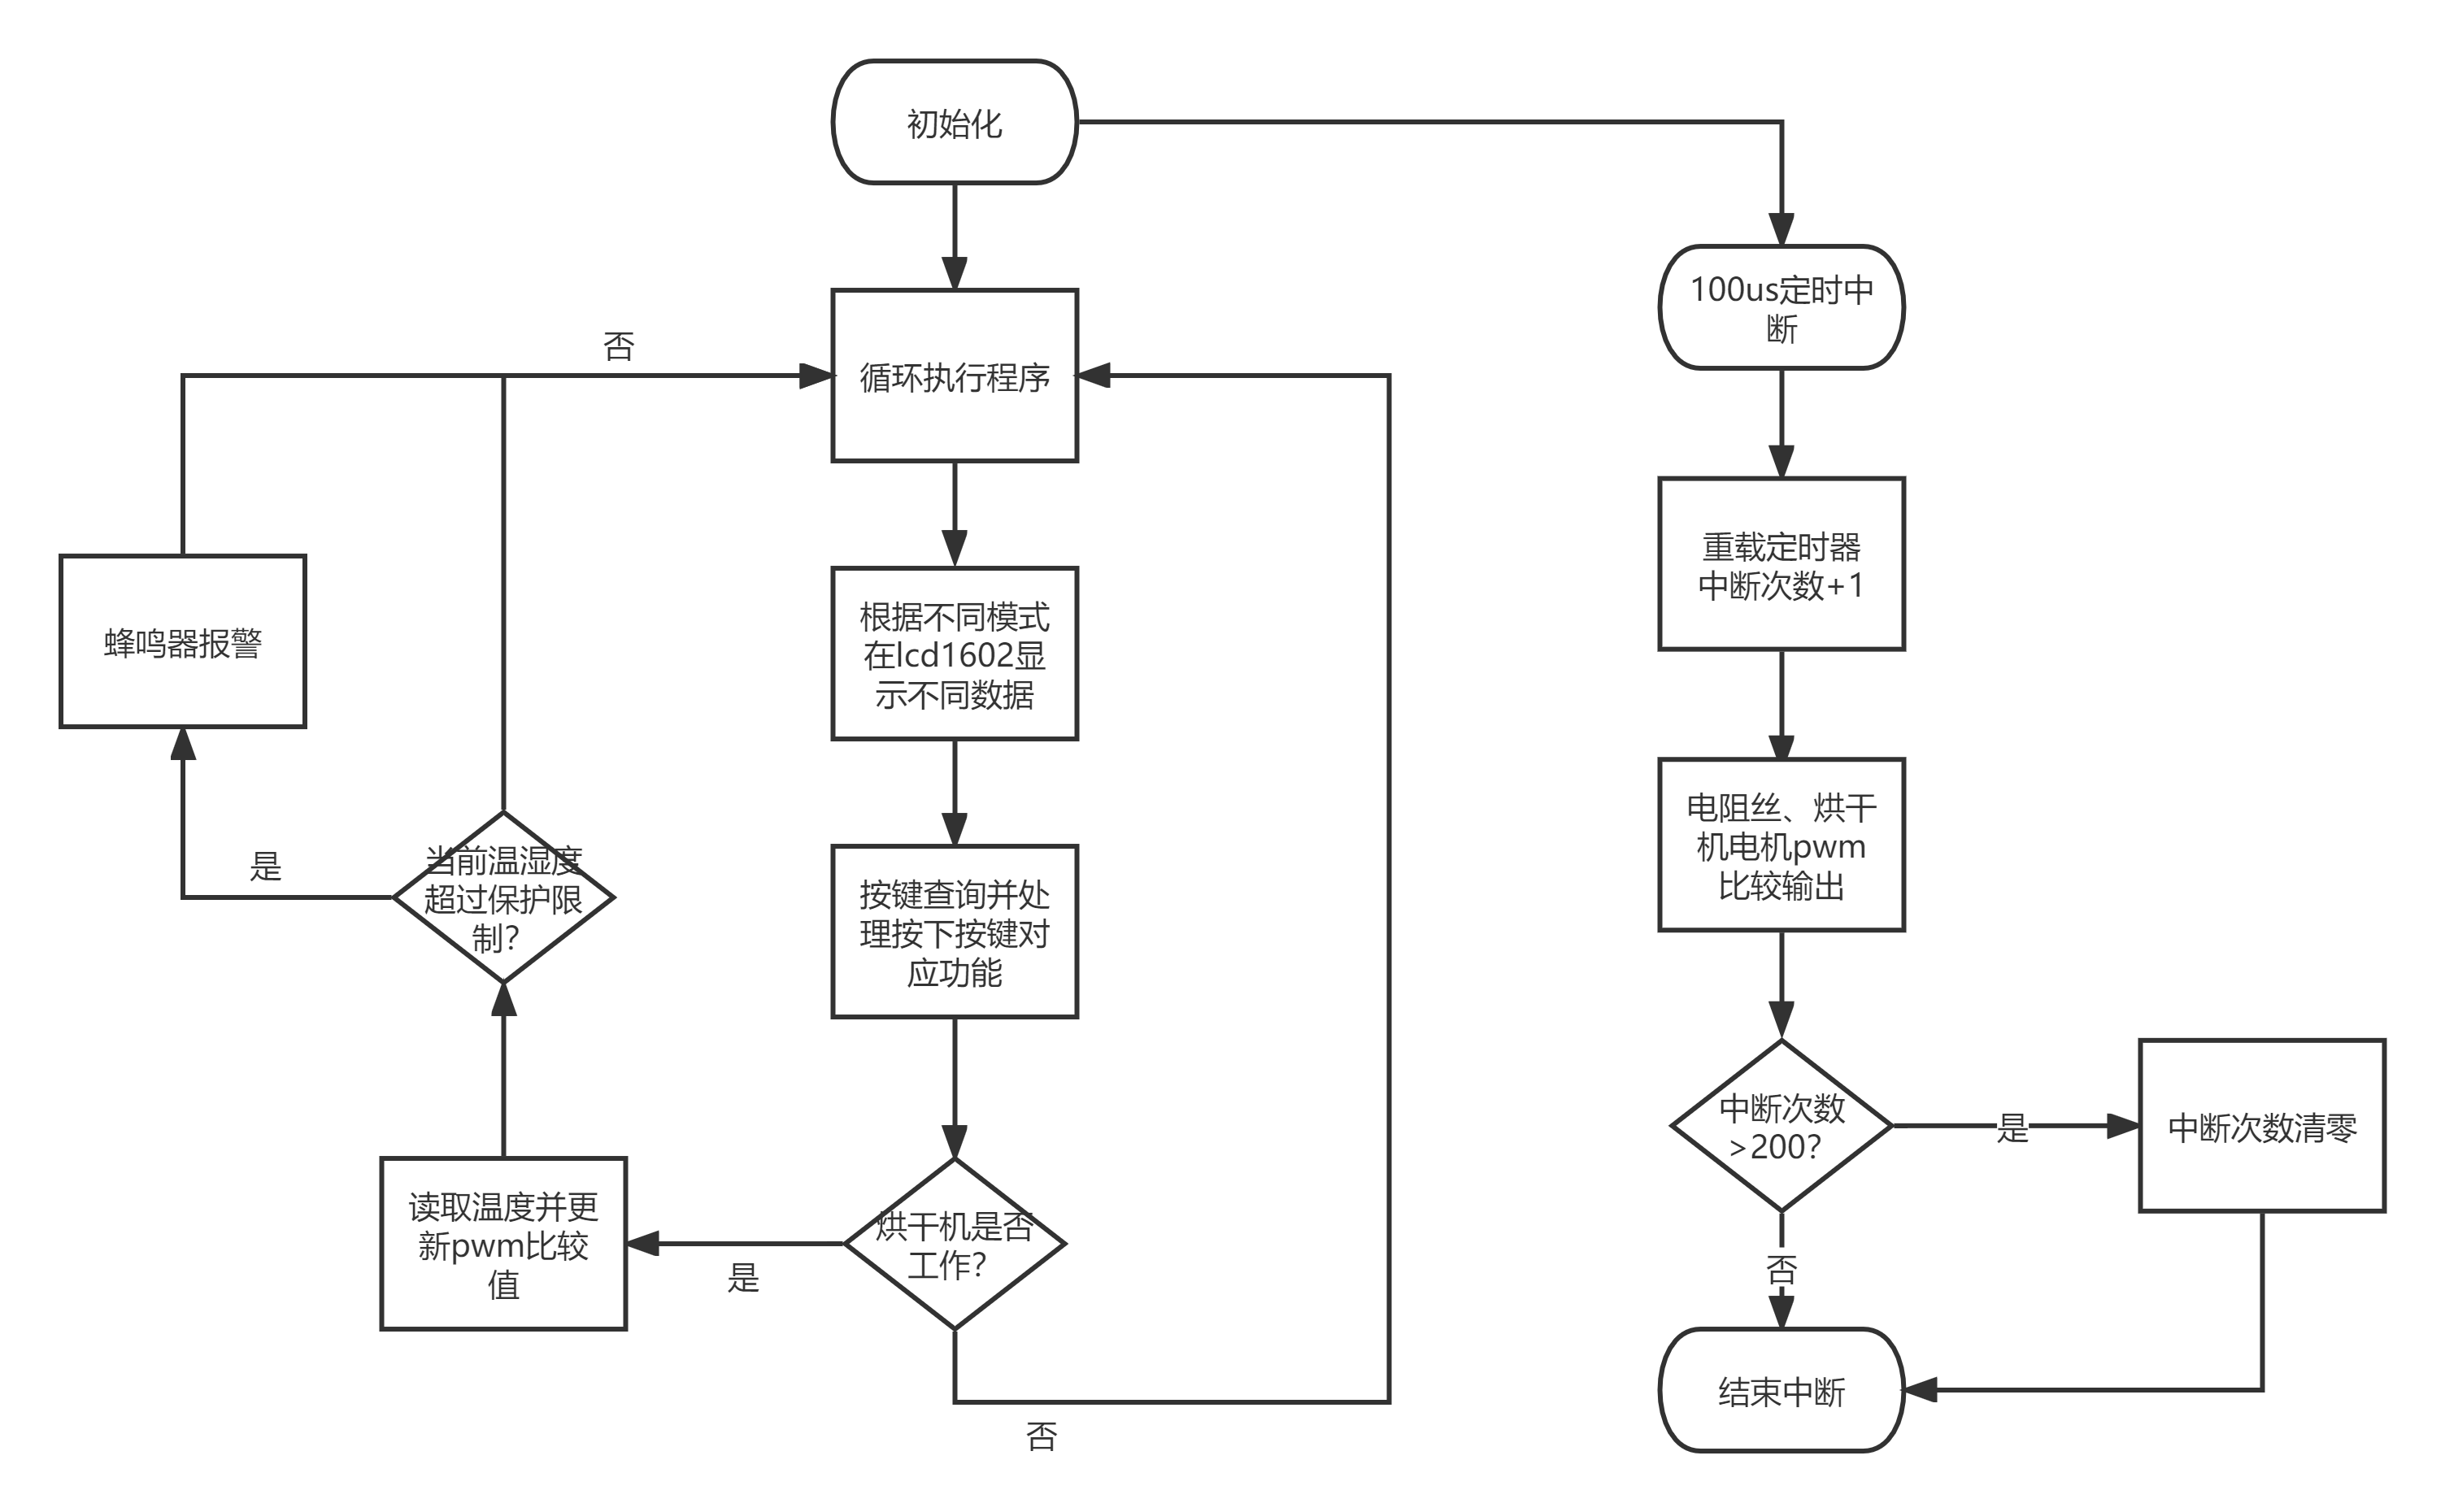 初始化
100us定时中
断
否
循环执行程序
重载定时器
中断次数+1
根据不同模式
在lcd1602显
示不同数据
蜂鸣器报警
电阻丝、烘干
机电机pwm
比较输出
是
当前温湿度
超过保护限
制？
按键查询并处
理按下按键对
应功能
中断次数
>200？
是
中断次数清零
读取温度并更
新pwm比较
值
是
烘干机是否
工作？
否
否
结束中断